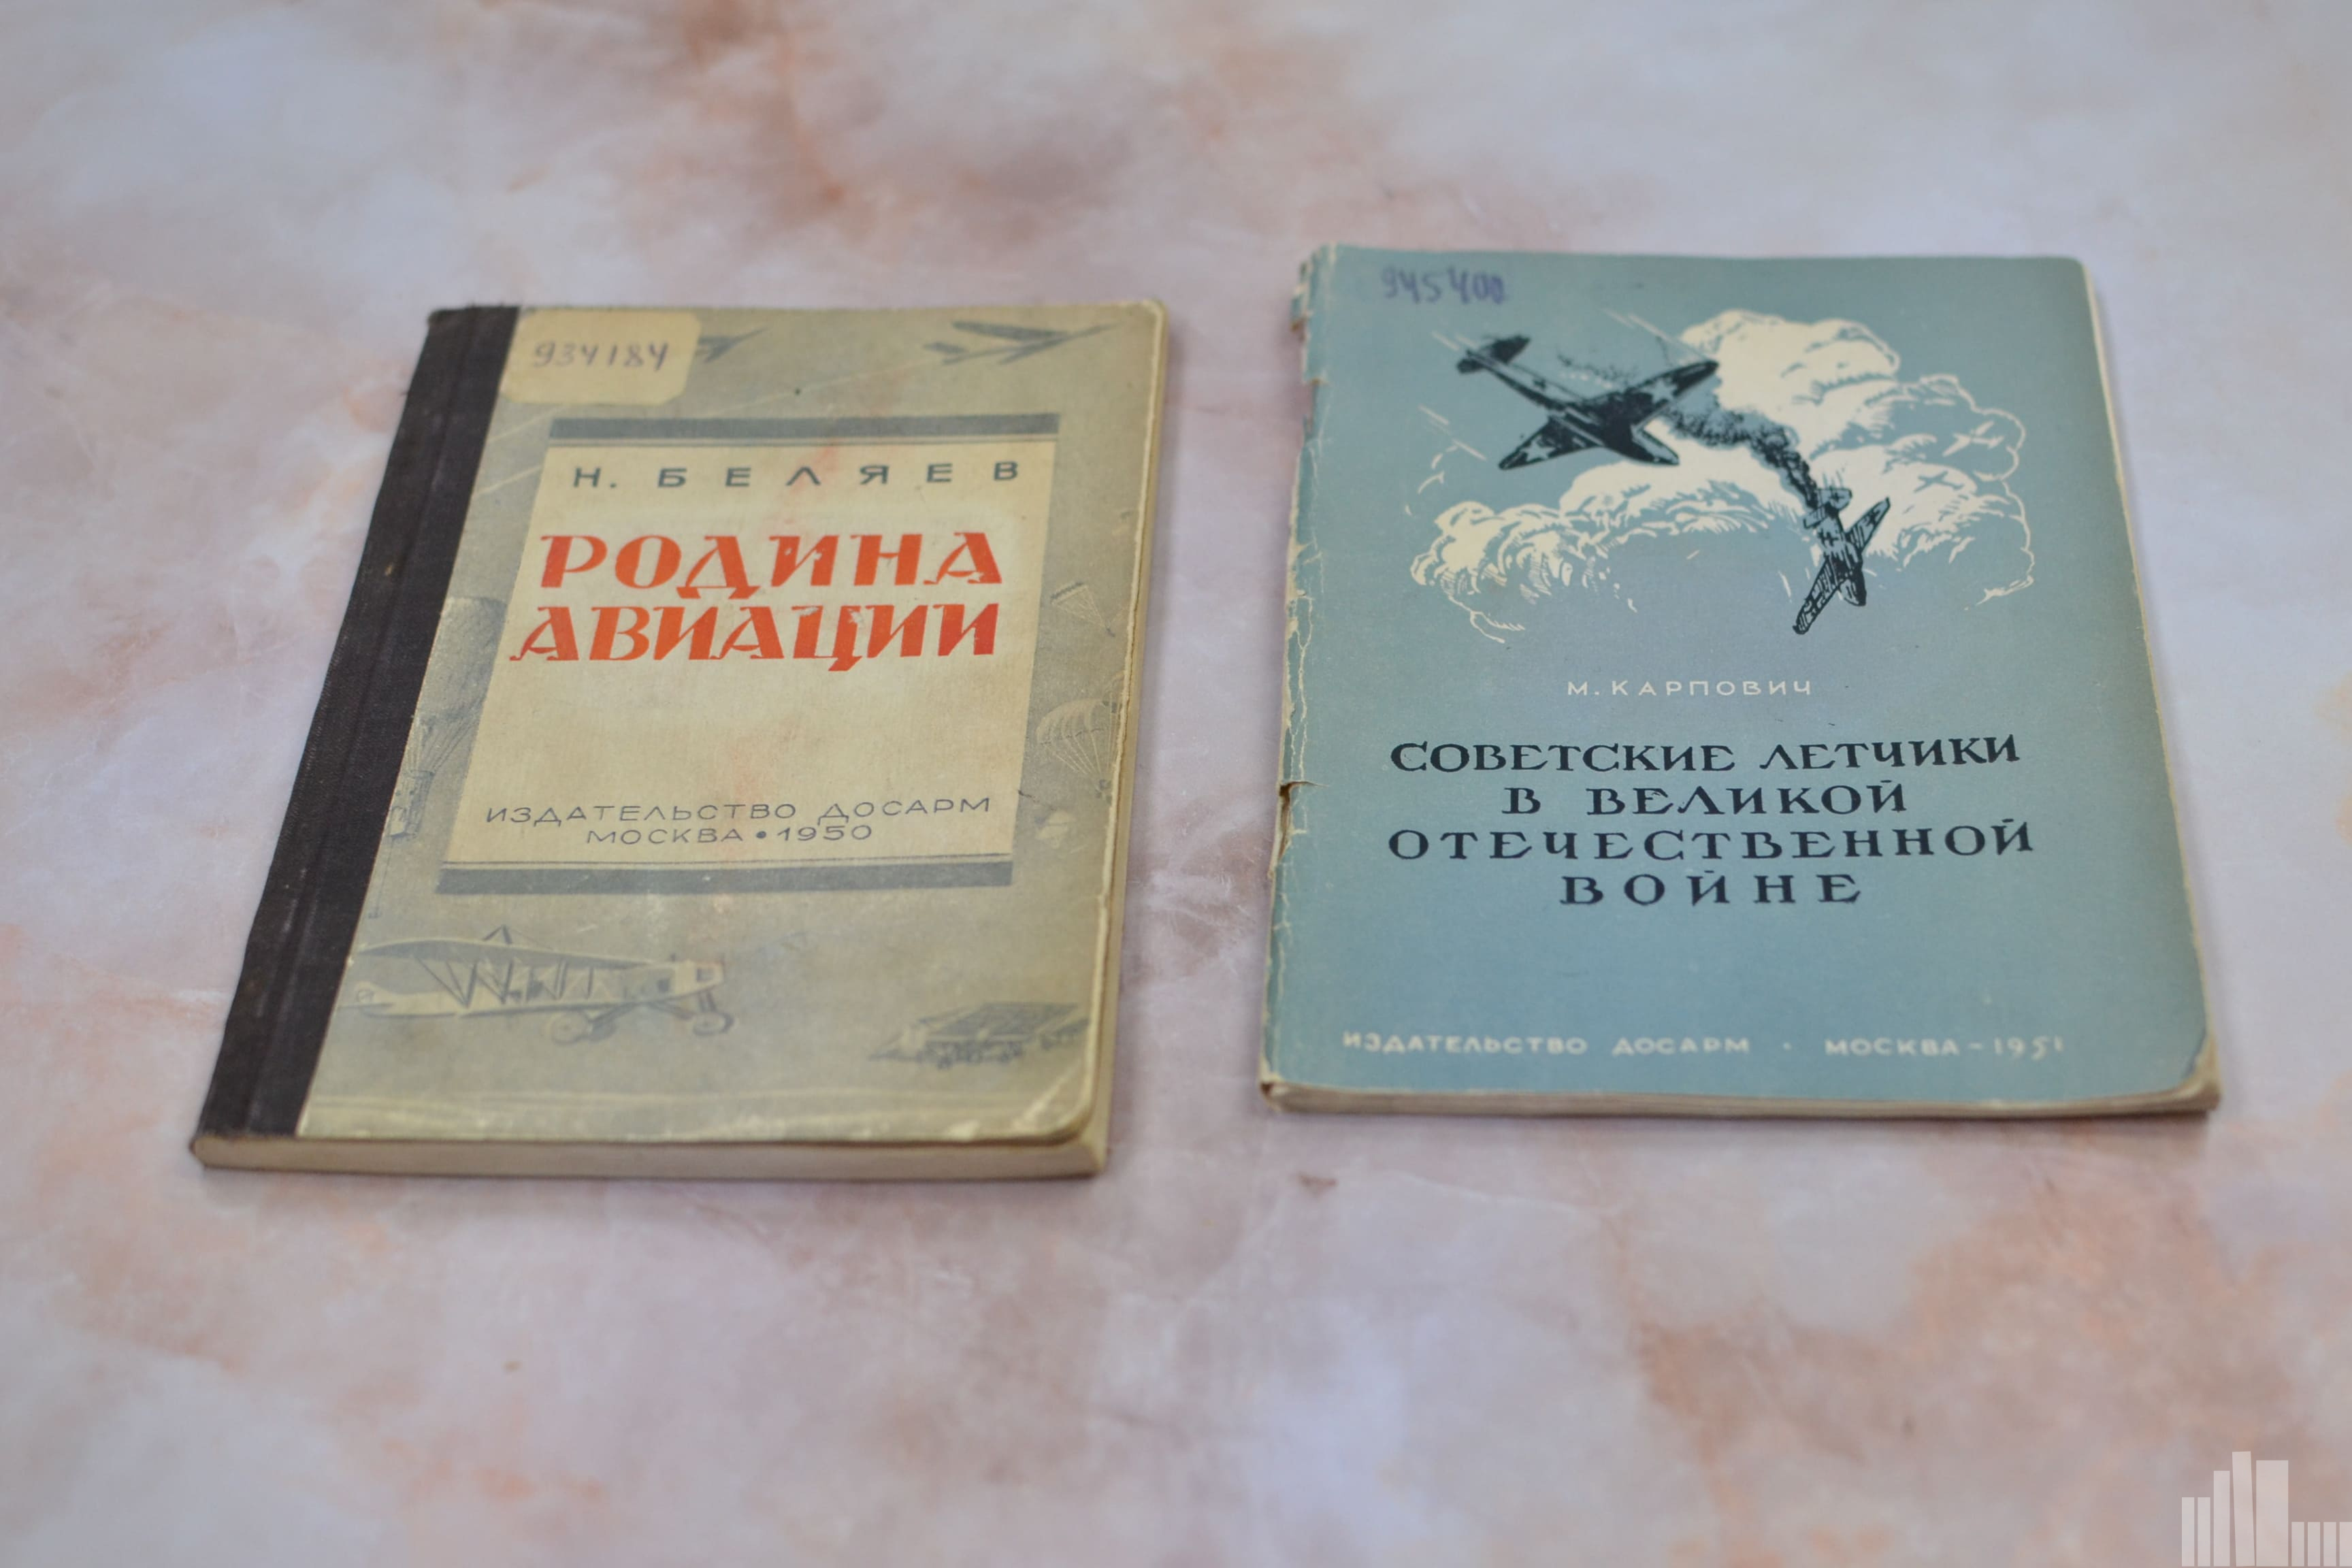 934184
Н. БЕЛЯЕВ
РОДИНА
АВИАЦИИ
ИЗДАТЕЛЬСТВО ДОСАРМ
МОСКВА • 1950
945400
М. КАРПОВИЧ
СОВЕТСКИЕ ЛЕТЧИКИ
В ВЕЛИКОЙ
ОТЕЧЕСТВЕННОЙ
ВОЙНЕ
ИЗДАТЕЛЬСТВО ДОСАРМ · МОСКВА – 1951